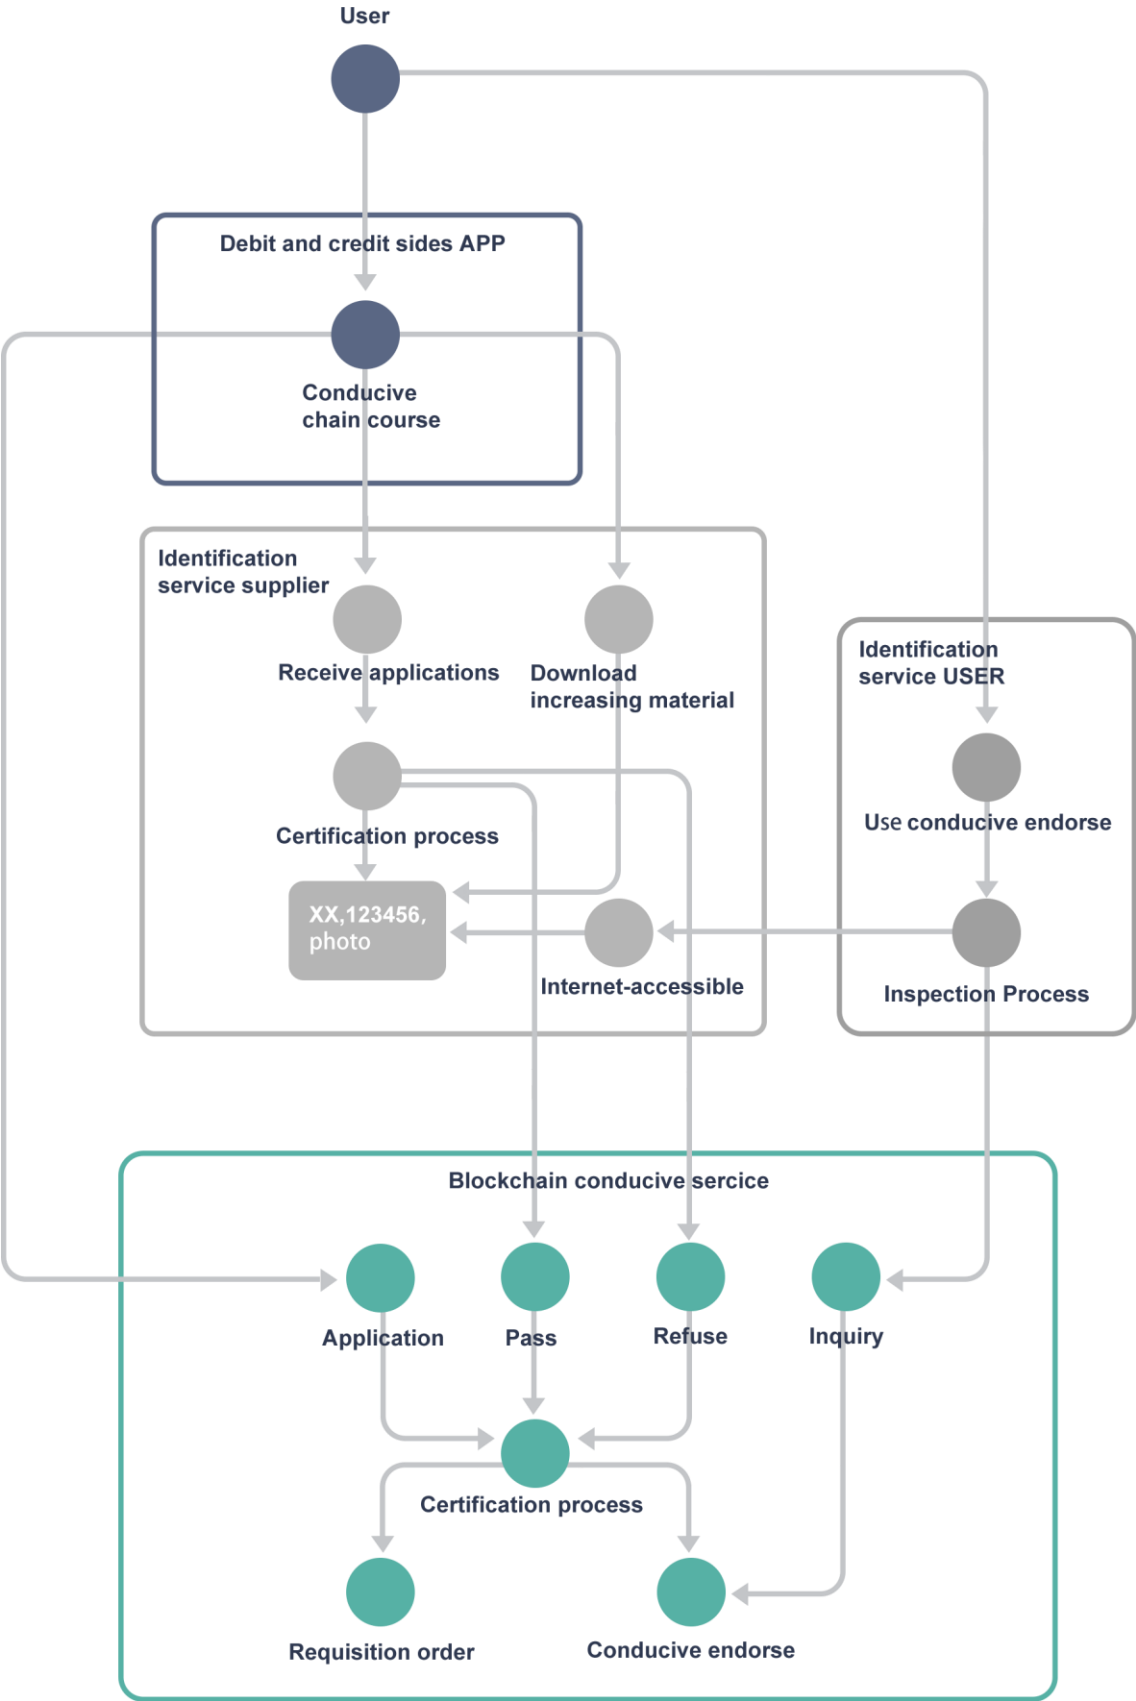 User
Debit and credit sides APP
Conducive
chain course
Identification
service supplier
Receive applications
Download
increasing material
Identification
service USER
Use conducive endorse
Certification process
XX,123456,
photo
Internet-accessible
Inspection Process
Blockchain conducive sercice
Application
Pass
Refuse
Inquiry
Certification process
Requisition order
Conducive endorse